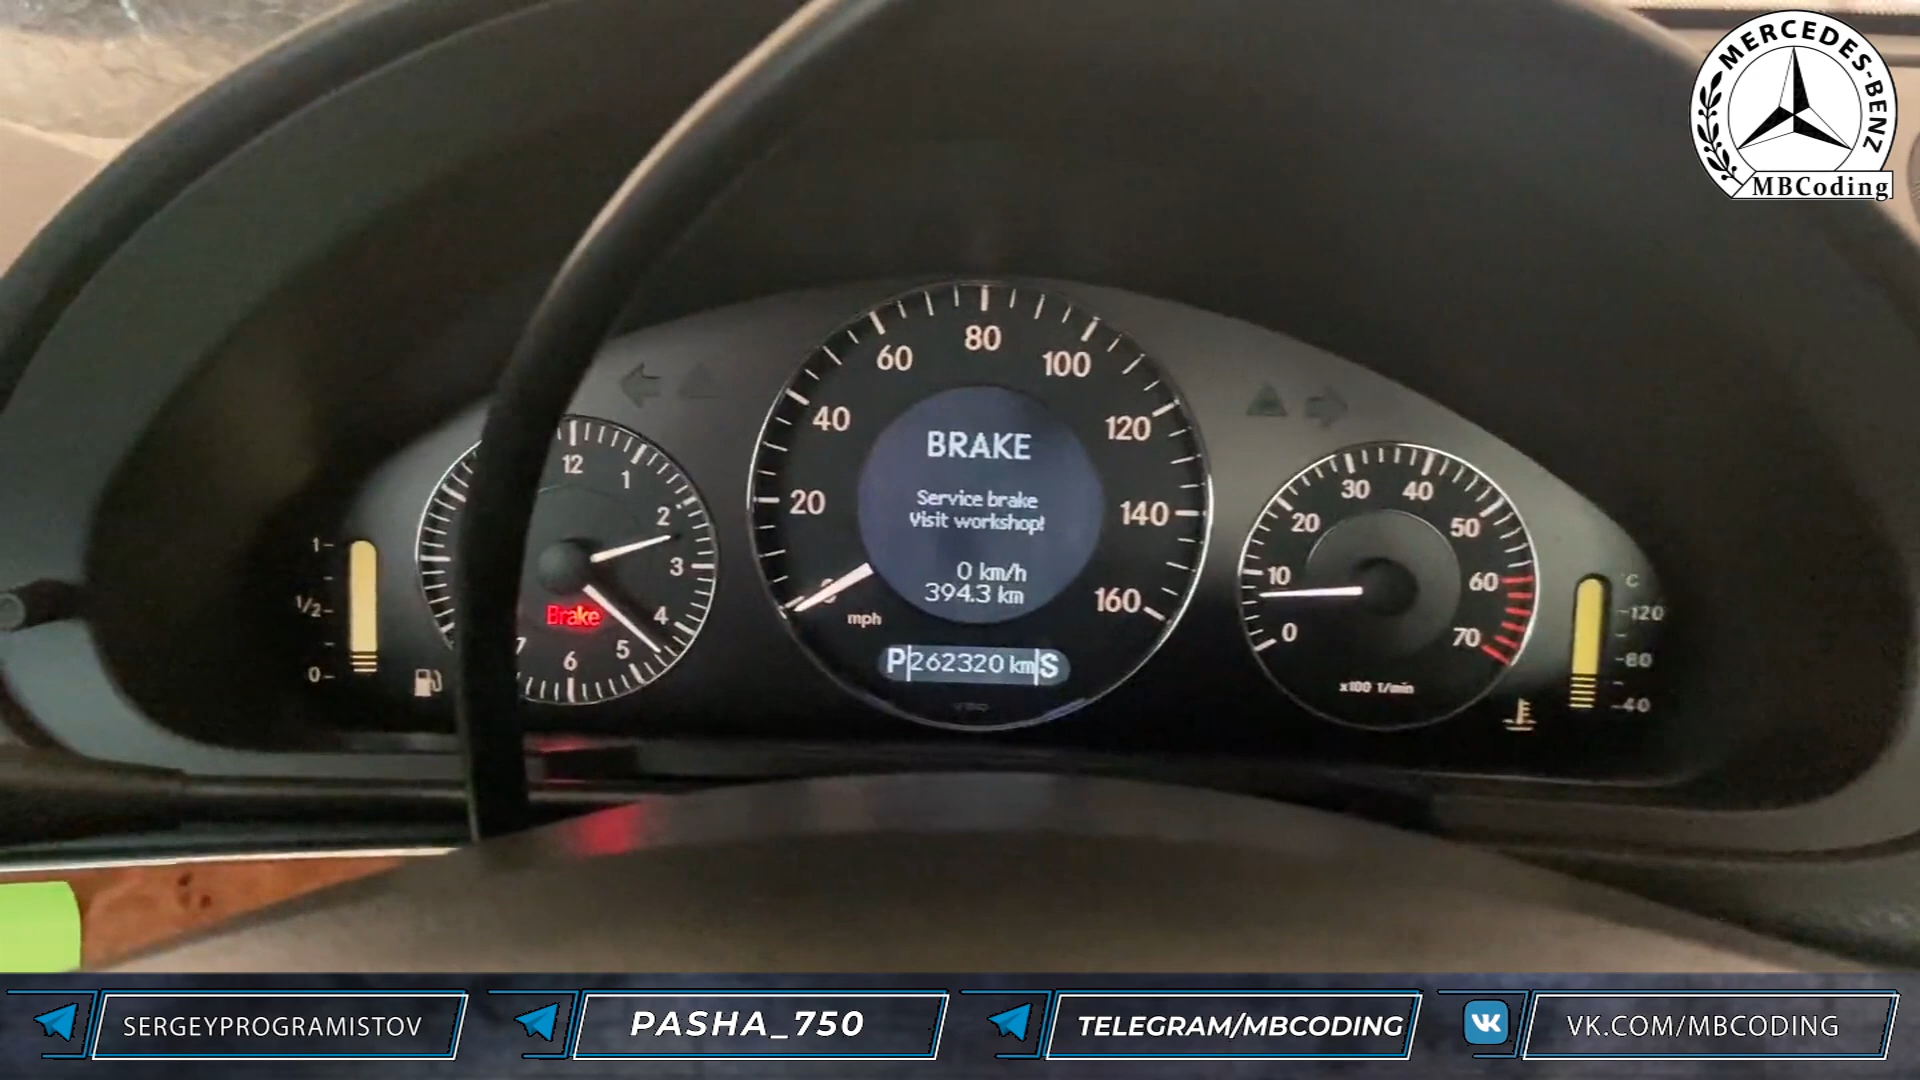 MERCEDES-BENZ
MBCoding
BRAKE
Service brake
Visit workshop!
0 km/h
394.3 km
P 262320 km S
20
40
60
80
100
120
140
160
mph
12
1
2
3
4
5
6
7
Brake
1
1/2
0
0
10
20
30
40
50
60
70
x100 1/min
°C
120
80
40
SERGEYPROGRAMISTOV
PASHA_750
TELEGRAM/MBCODING
VK.COM/MBCODING